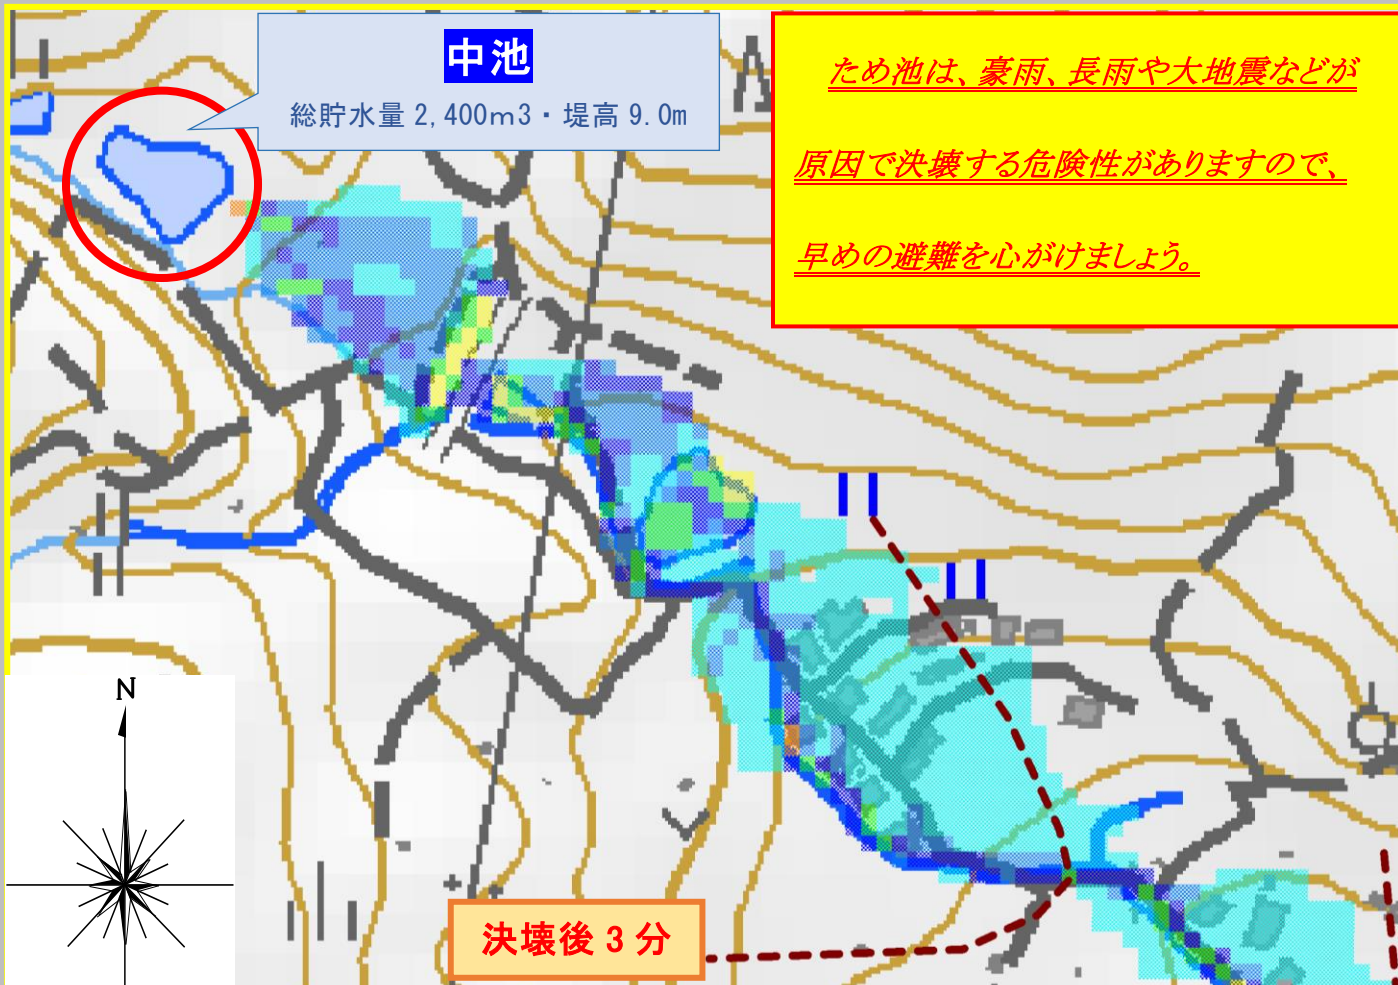 中池
総貯水量 2,400m3・堤高 9.0m
ため池は、豪雨、長雨や大地震などが
原因で決壊する危険性がありますので、
早めの避難を心がけましょう。
N
決壊後 3 分